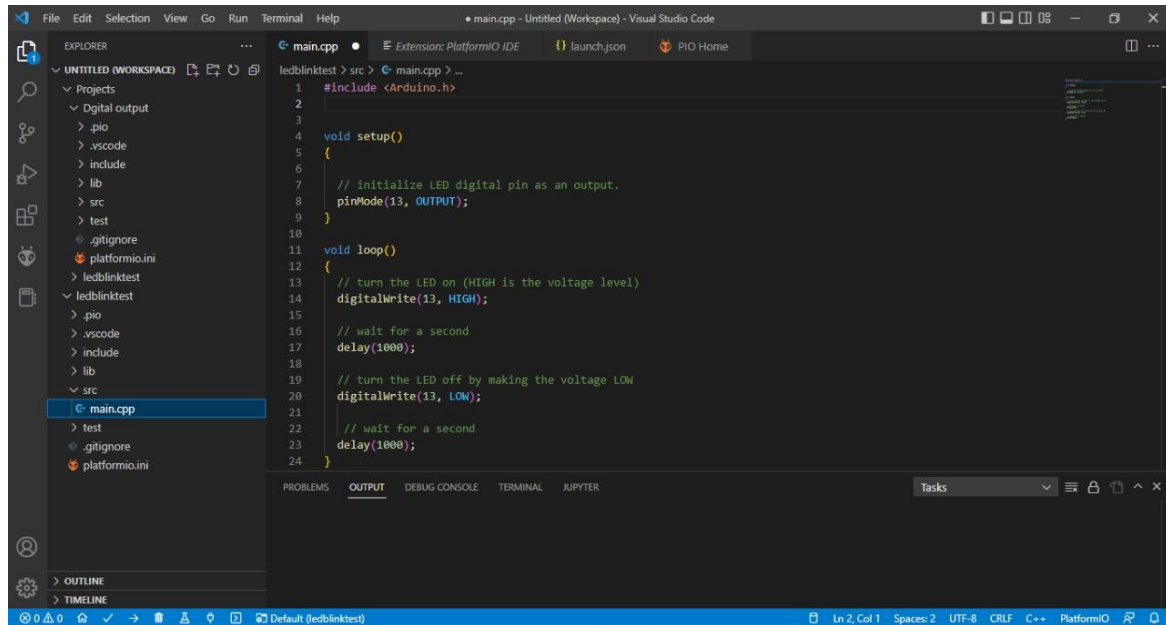 File Edit Selection View Go Run Terminal Help
● main.cpp - Untitled (Workspace) - Visual Studio Code
EXPLORER
UNTITLED (WORKSPACE)
Projects
Dgital output
.pio
.vscode
include
lib
src
test
.gitignore
platformio.ini
ledblinktest
ledblinktest
.pio
.vscode
include
lib
src
main.cpp
test
.gitignore
platformio.ini
OUTLINE
TIMELINE
1
main.cpp ● Extension: PlatformIO IDE {} launch.json PIO Home
ledblinktest > src > main.cpp > ...
1 #include <Arduino.h>
2
3
4 void setup()
5 {
6
7 // initialize LED digital pin as an output.
8 pinMode(13, OUTPUT);
9 }
10
11 void loop()
12 {
13 // turn the LED on (HIGH is the voltage level)
14 digitalWrite(13, HIGH);
15
16 // wait for a second
17 delay(1000);
18
19 // turn the LED off by making the voltage LOW
20 digitalWrite(13, LOW);
21
22 // wait for a second
23 delay(1000);
24 }
PROBLEMS OUTPUT DEBUG CONSOLE TERMINAL JUPYTER Tasks
0 0 Default (ledblinktest) Ln 2, Col 1 Spaces: 2 UTF-8 CRLF C++ PlatformIO